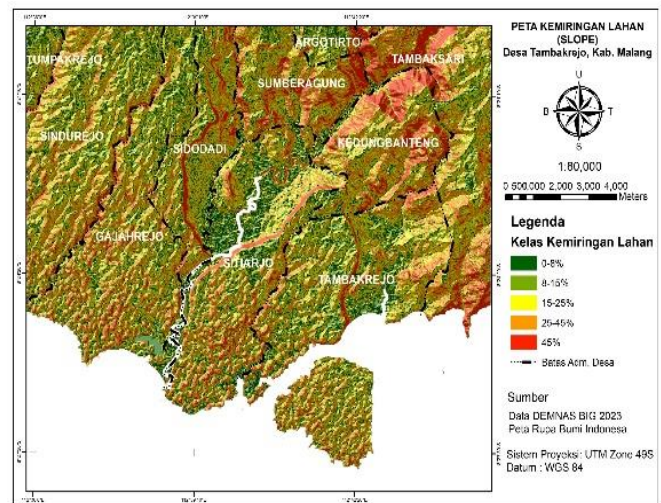 ARGOTIRTO
TUMPAKREJO
TAMBAKSARI
SUMBERAGUNG
SINDUREJO
SIDODADI
KEDUNGBANTENG
GAJAHREJO
SITIARJO
TAMBAKREJO
PETA KEMIRINGAN LAHAN
(SLOPE)
Desa Tambakrejo, Kab. Malang
U
B T
S
1:80,000
0 500.000 2,000 3,000 4,000
Meters
Legenda
Kelas Kemiringan Lahan
0-8%
8-15%
15-25%
25-45%
45%
Batas Adm. Desa
Sumber
Data DEMNAS BIG 2023
Peta Rupa Bumi Indonesa
Sistem Proyeksi: UTM Zone 49S
Datum : WGS 84